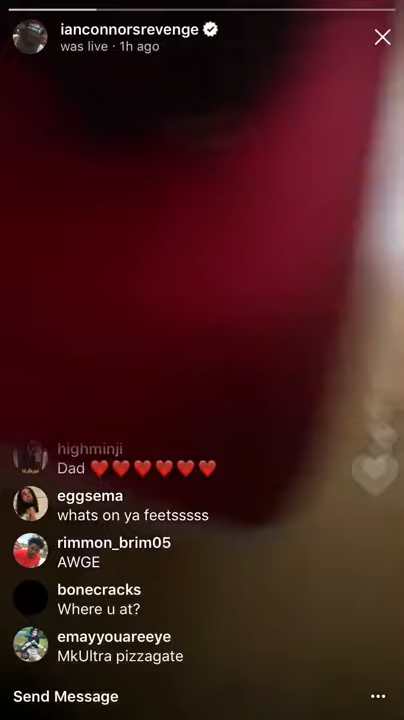 ianconnorsrevenge
was live · 1h ago
highminji
Dad ❤️❤️❤️❤️❤️❤️
eggsema
whats on ya feetsssss
rimmon_brim05
AWGE
bonecracks
Where u at?
emayyouareeye
MkUltra pizzagate
Send Message